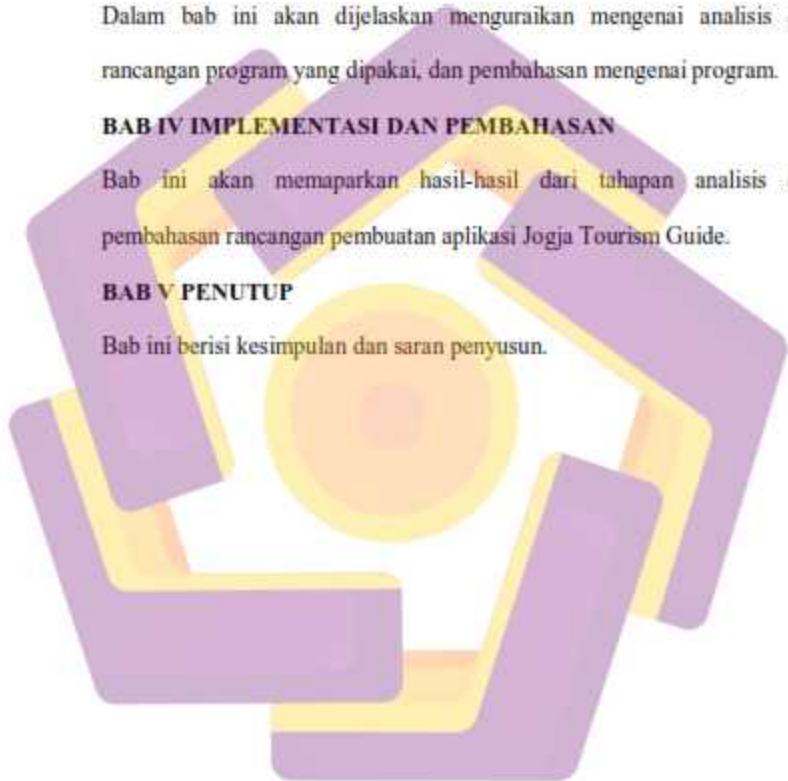 Dalam bab ini akan dijelaskan menguraikan mengenai analisis
rancangan program yang dipakai, dan pembahasan mengenai program.
BAB IV IMPLEMENTASI DAN PEMBAHASAN
Bab ini akan memaparkan hasil-hasil dari tahapan analisis
pembahasan rancangan pembuatan aplikasi Jogja Tourism Guide.
BAB V PENUTUP
Bab ini berisi kesimpulan dan saran penyusun.